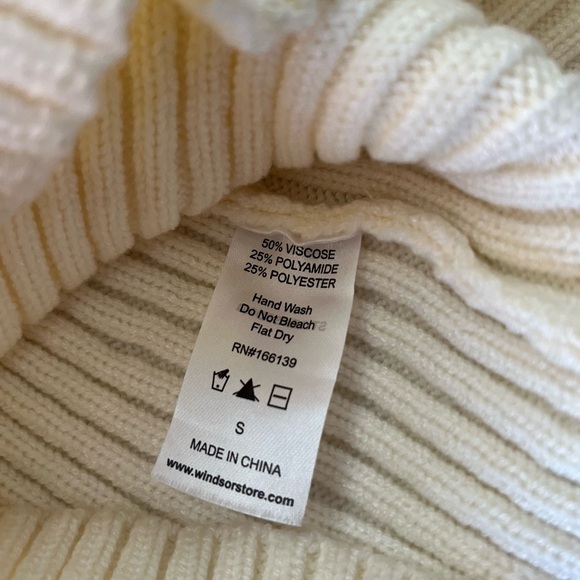 50% VISCOSE
25% POLYAMIDE
25% POLYESTER
Hand Wash
Do Not Bleach
Flat Dry
RN#166139
S
MADE IN CHINA
www.windsorstore.com